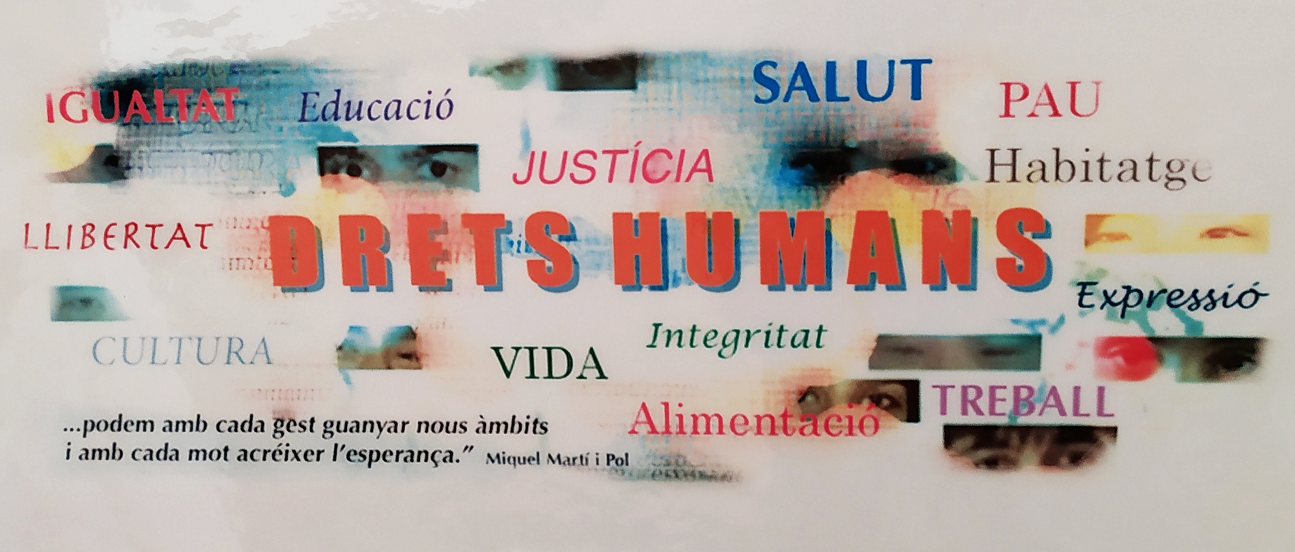 IGUALTAT
Educació
SALUT
PAU
JUSTÍCIA
Habitatge
LLIBERTAT
DRETS HUMANS
Expressió
CULTURA
VIDA
Integritat
TREBALL
Alimentació
...podem amb cada gest guanyar nous àmbits
i amb cada mot acréixer l'esperança.” Miquel Martí i Pol